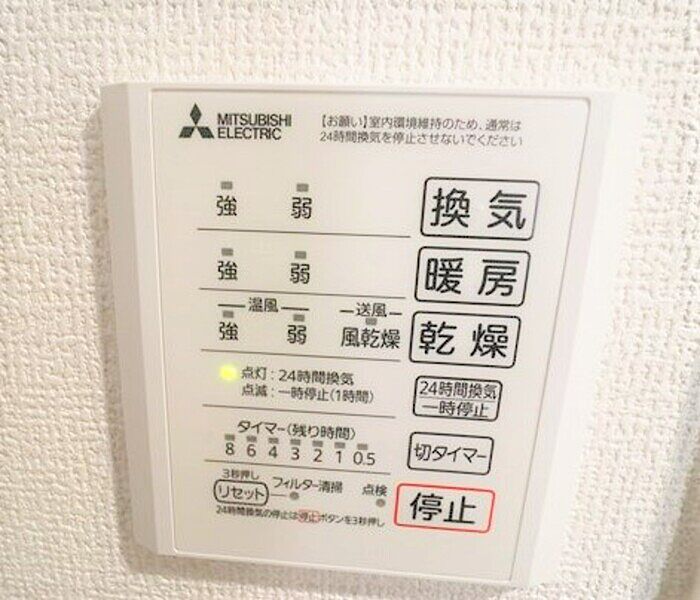 MITSUBISHI
ELECTRIC
【お願い】室内環境維持のため、通常は
24時間換気を停止させないでください
強 弱 換気
強 弱 暖房
温風 送風
強 弱 風乾燥 乾燥
点灯:24時間換気
点滅:一時停止(1時間)
24時間換気
一時停止
タイマー(残り時間)
8 6 4 3 2 1 0.5
切タイマー
3秒押し
リセット フィルター清掃 点検
停止
24時間換気の停止は停止ボタンを3秒押し